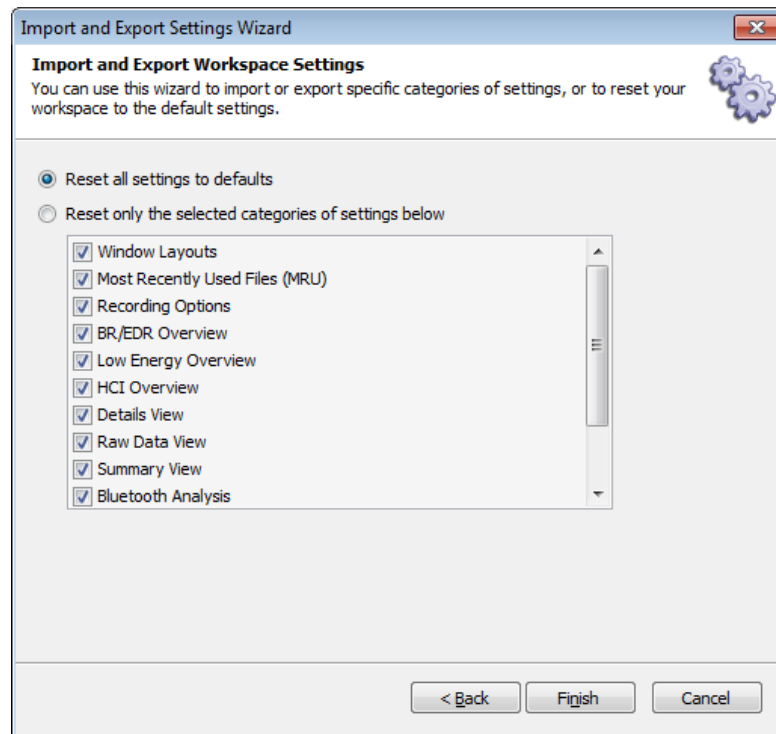 Import and Export Settings Wizard
Import and Export Workspace Settings
You can use this wizard to import or export specific categories of settings, or to reset your
workspace to the default settings.
Reset all settings to defaults
Reset only the selected categories of settings below
Window Layouts
Most Recently Used Files (MRU)
Recording Options
BR/EDR Overview
Low Energy Overview
HCI Overview
Details View
Raw Data View
Summary View
Bluetooth Analysis
< Back Finish Cancel